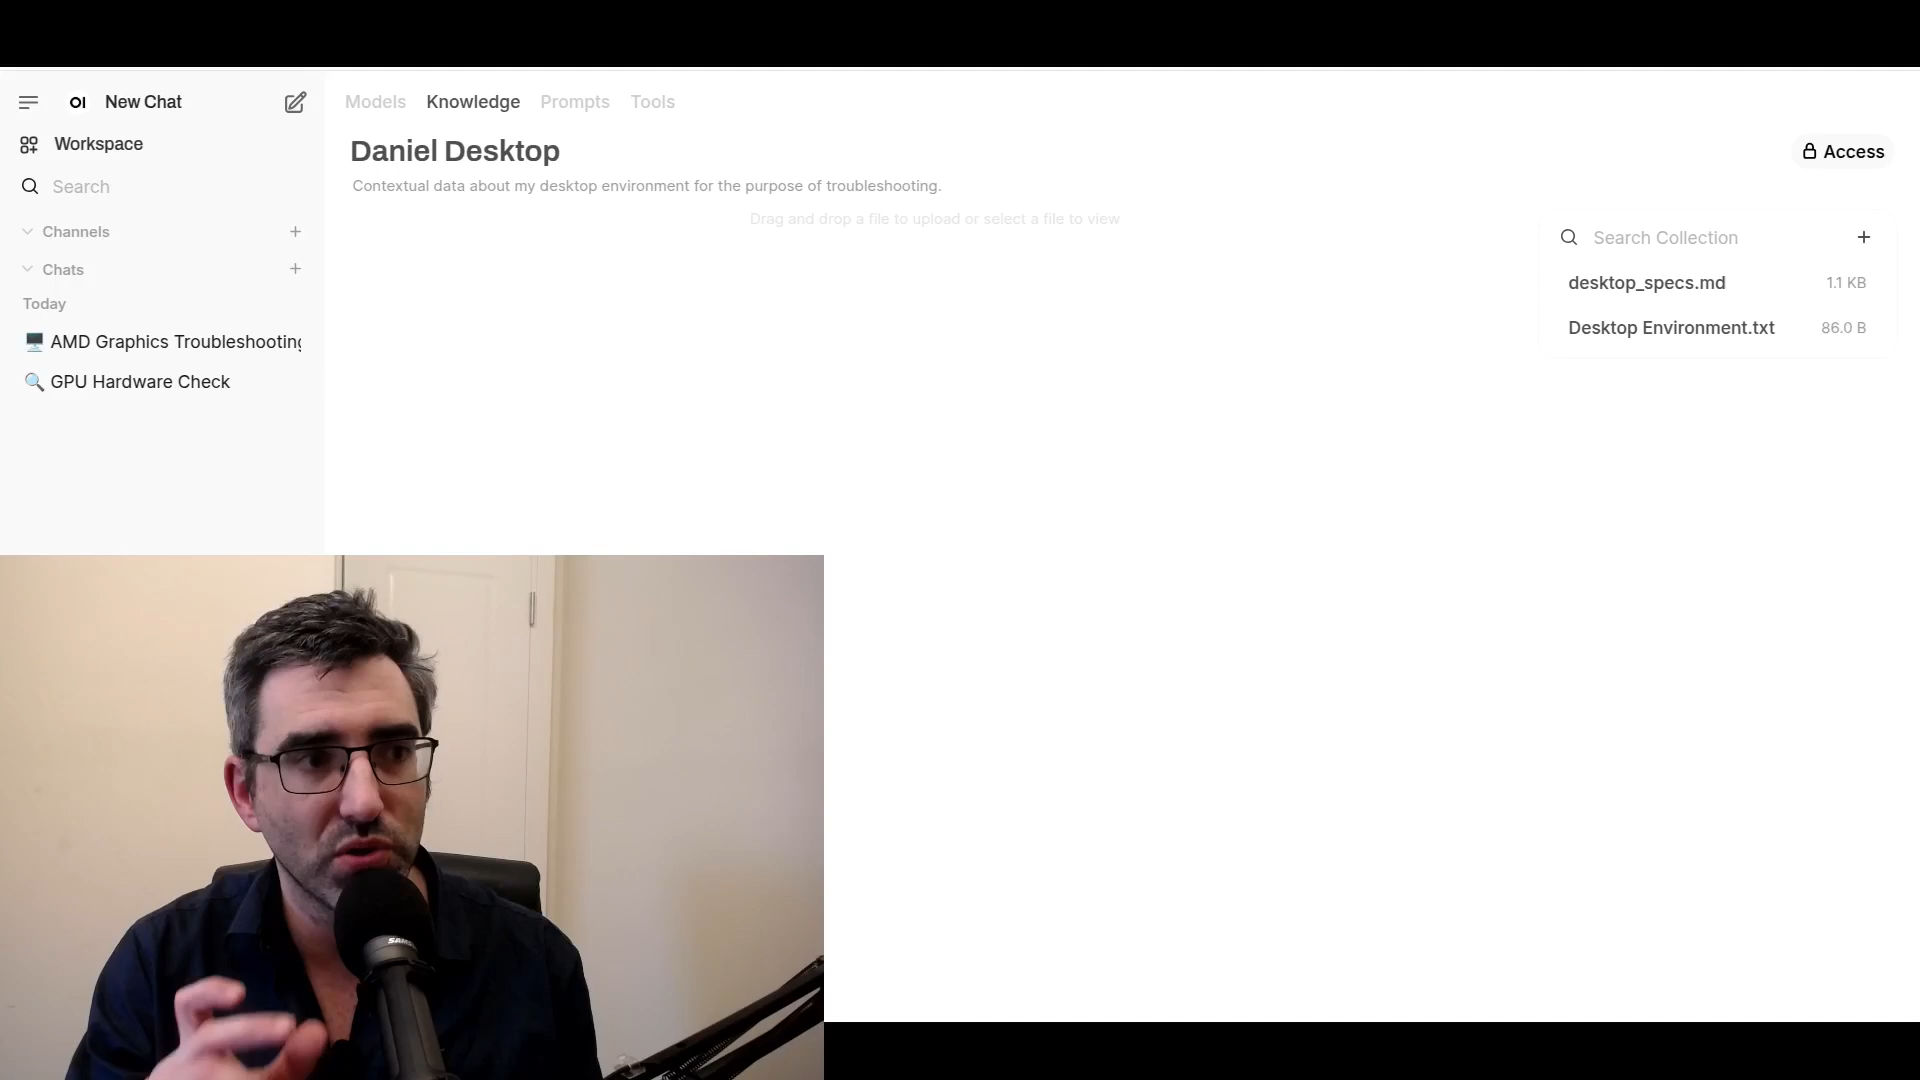 OI New Chat
Workspace
Search
Channels
Chats
Today
AMD Graphics Troubleshooting
GPU Hardware Check
Models Knowledge Prompts Tools
Daniel Desktop
Contextual data about my desktop environment for the purpose of troubleshooting.
Access
Drag and drop a file to upload or select a file to view
Search Collection
desktop_specs.md 1.1 KB
Desktop Environment.txt 86.0 B